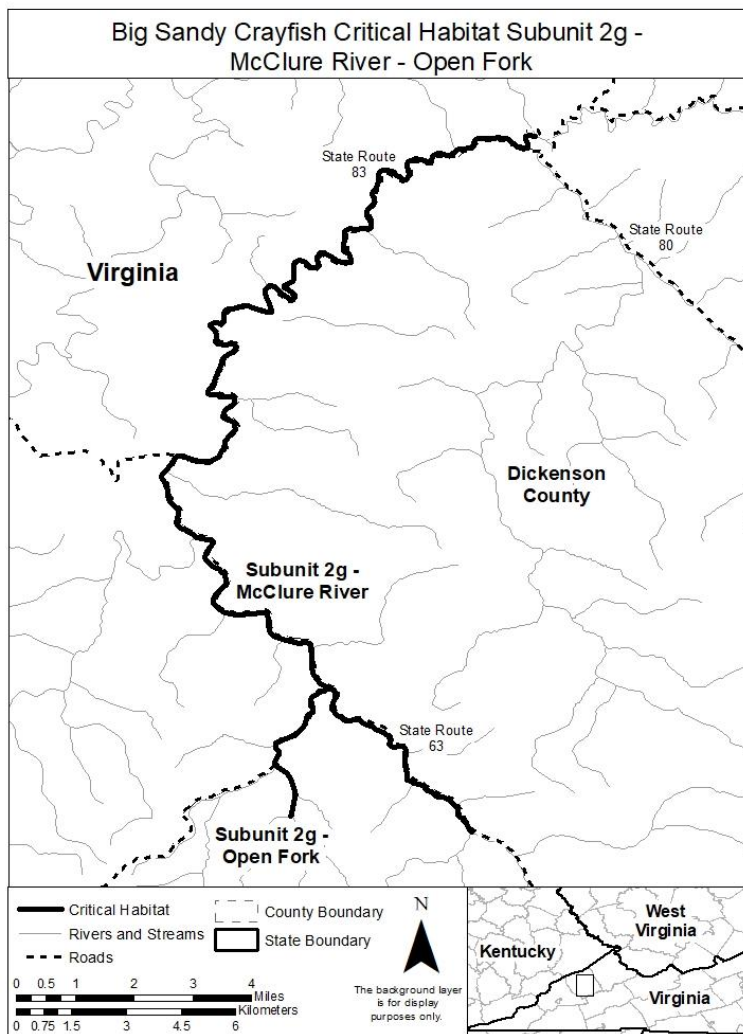 Big Sandy Crayfish Critical Habitat Subunit 2g -
McClure River - Open Fork
State Route
83
State Route
80
Virginia
Dickenson
County
Subunit 2g -
McClure River
State Route
63
Subunit 2g -
Open Fork
Critical Habitat
Rivers and Streams
Roads
County Boundary
State Boundary
N
The background layer
is for display
purposes only.
0 0.5 1 2 3 4
Miles
Kilometers
0 0.75 1.5 3 4.5 6
West
Virginia
Kentucky
Virginia